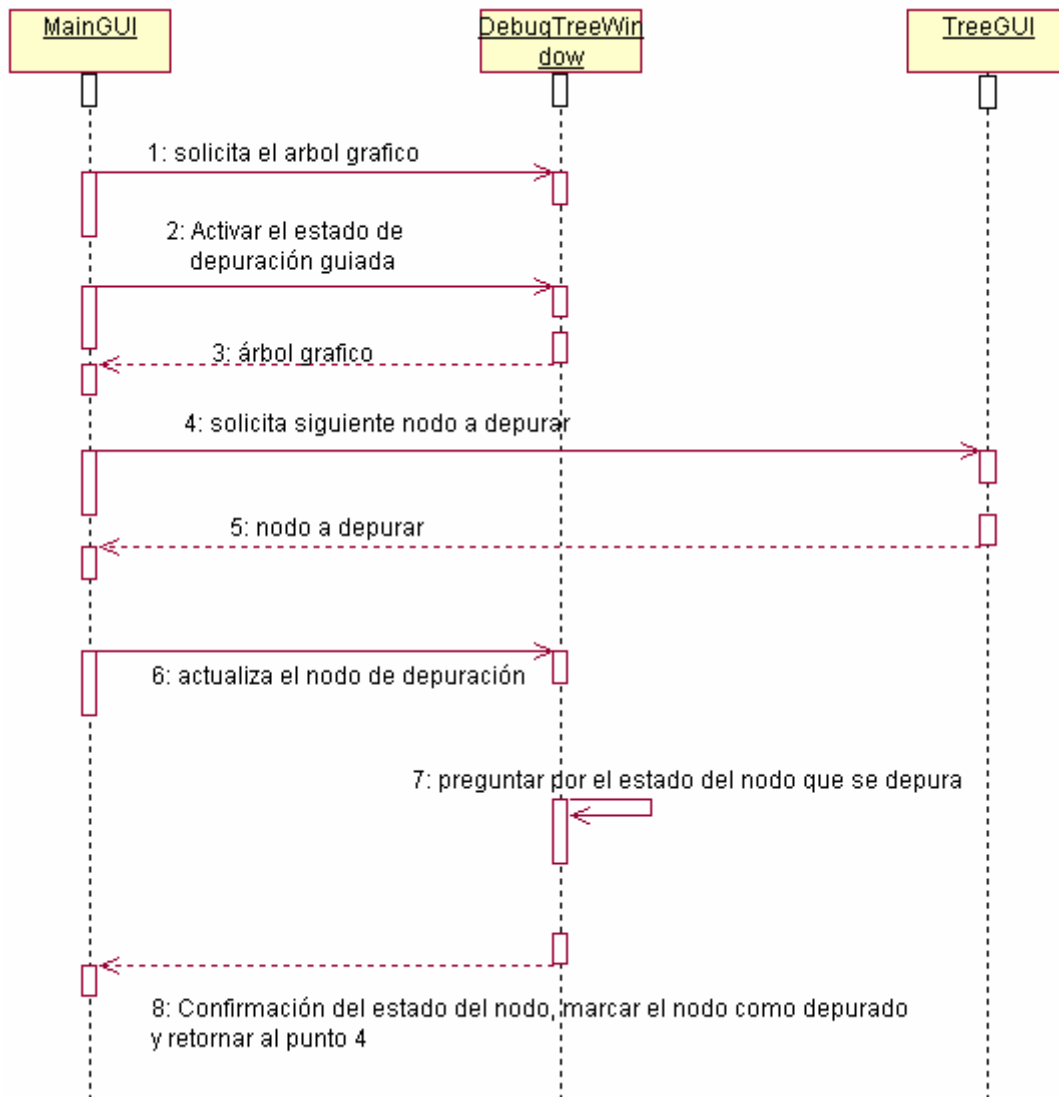 MainGUI
DebugTreeWin
dow
TreeGUI
1: solicita el arbol grafico
2: Activar el estado de
depuración guiada
3: árbol grafico
4: solicita siguiente nodo a depurar
5: nodo a depurar
6: actualiza el nodo de depuración
7: preguntar por el estado del nodo que se depura
8: Confirmación del estado del nodo, marcar el nodo como depurado
y retornar al punto 4